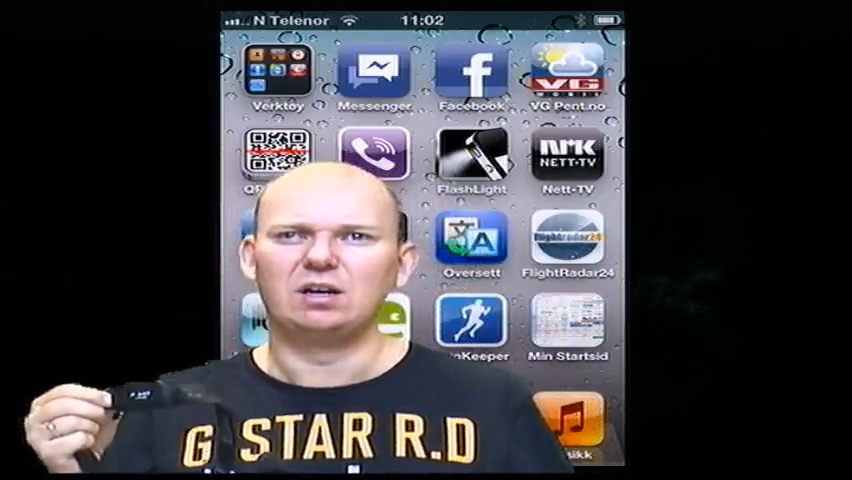 N Telenor 11:02
Verktøy Messenger Facebook VG Pent.no
VG
nrk
NETT-TV
FlashLight Nett-TV
A
flightradar24
Oversett FlightRadar24
Min Startsid
G STAR R.D